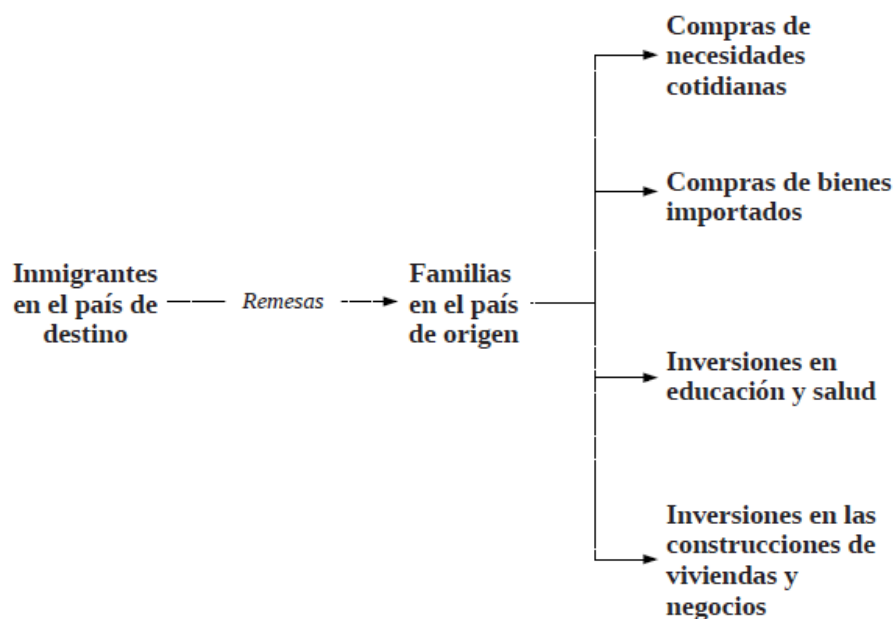 Inmigrantes
en el país de
destino
Remesas
Familias
en el país
de origen
Compras de
necesidades
cotidianas
Compras de bienes
importados
Inversiones en
educación y salud
Inversiones en las
construcciones de
viviendas y
negocios